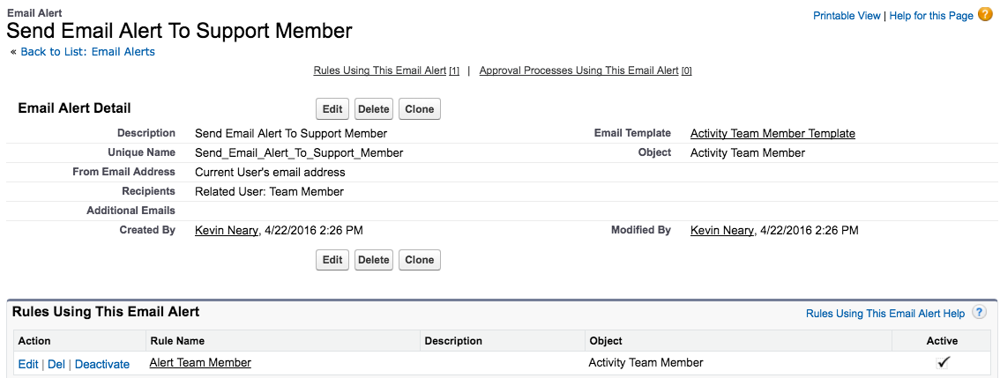 Email Alert
Send Email Alert To Support Member
« Back to List: Email Alerts
Printable View | Help for this Page ?
Rules Using This Email Alert [1] | Approval Processes Using This Email Alert [0]
Email Alert Detail Edit Delete Clone
Description Send Email Alert To Support Member Email Template Activity Team Member Template
Unique Name Send_Email_Alert_To_Support_Member Object Activity Team Member
From Email Address Current User's email address
Recipients Related User: Team Member
Additional Emails
Created By Kevin Neary, 4/22/2016 2:26 PM Modified By Kevin Neary, 4/22/2016 2:26 PM
Edit Delete Clone
Rules Using This Email Alert Rules Using This Email Alert Help ?
Action Rule Name Description Object Active
Edit | Del | Deactivate Alert Team Member Activity Team Member